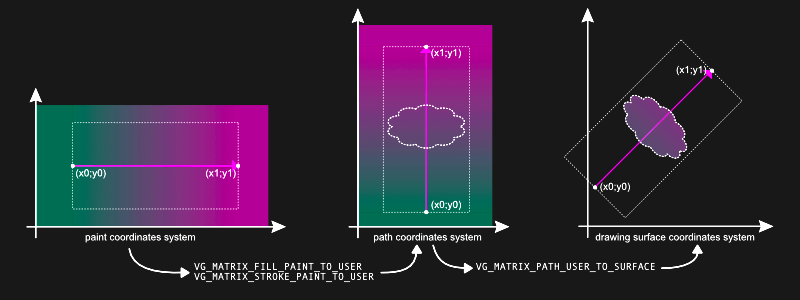 (x0;y0)
(x1;y1)
paint coordinates system
(x1;y1)
(x0;y0)
path coordinates system
(x1;y1)
(x0;y0)
drawing surface coordinates system
VG_MATRIX_FILL_PAINT_TO_USER
VG_MATRIX_STROKE_PAINT_TO_USER
VG_MATRIX_PATH_USER_TO_SURFACE